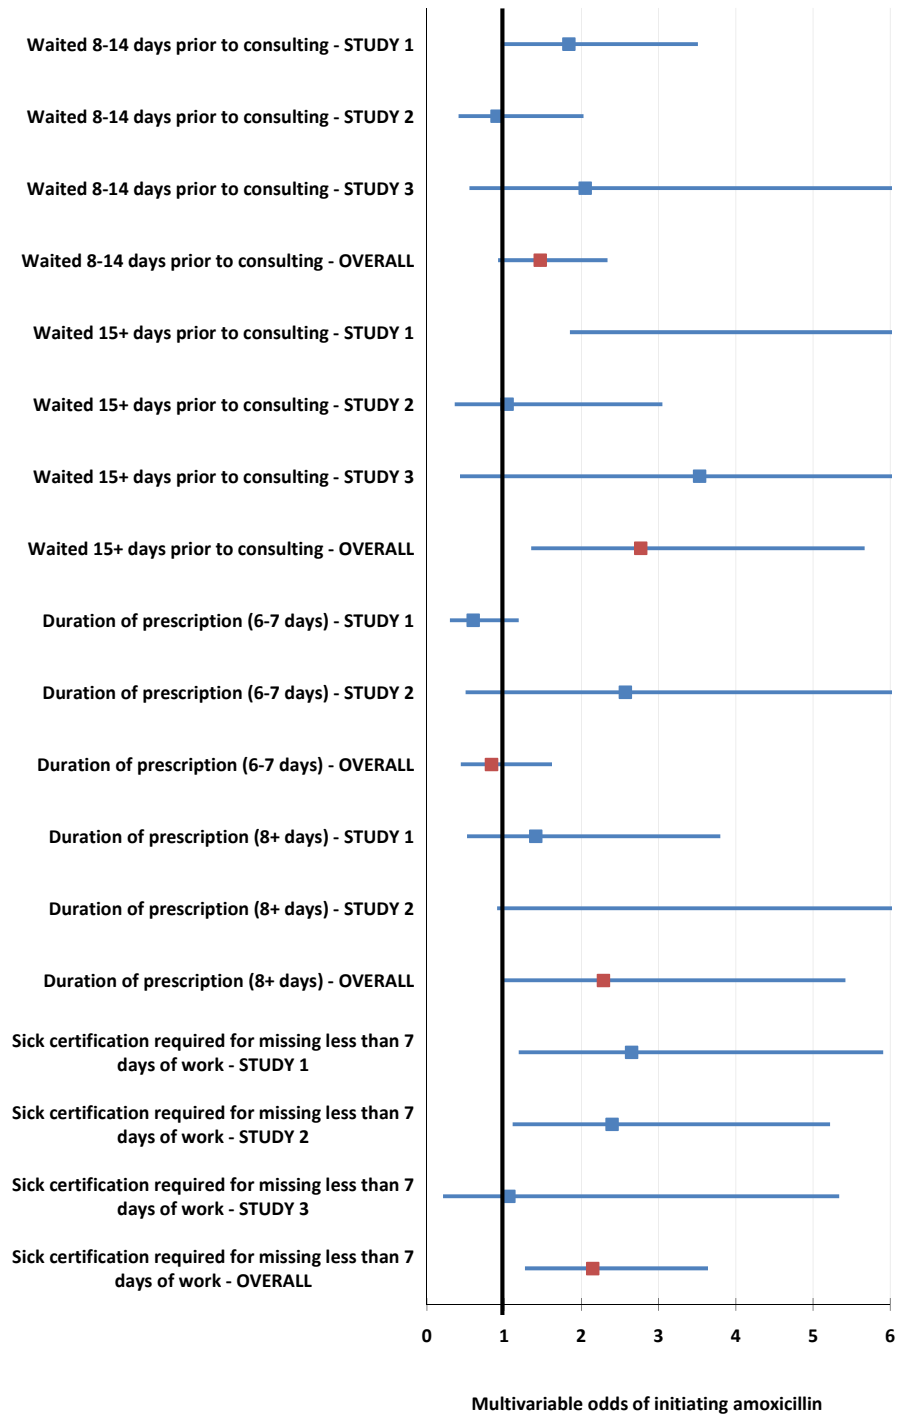 Waited 8-14 days prior to consulting - STUDY 1
Waited 8-14 days prior to consulting - STUDY 2
Waited 8-14 days prior to consulting - STUDY 3
Waited 8-14 days prior to consulting - OVERALL
Waited 15+ days prior to consulting - STUDY 1
Waited 15+ days prior to consulting - STUDY 2
Waited 15+ days prior to consulting - STUDY 3
Waited 15+ days prior to consulting - OVERALL
Duration of prescription (6-7 days) - STUDY 1
Duration of prescription (6-7 days) - STUDY 2
Duration of prescription (6-7 days) - OVERALL
Duration of prescription (8+ days) - STUDY 1
Duration of prescription (8+ days) - STUDY 2
Duration of prescription (8+ days) - OVERALL
Sick certification required for missing less than 7
days of work - STUDY 1
Sick certification required for missing less than 7
days of work - STUDY 2
Sick certification required for missing less than 7
days of work - STUDY 3
Sick certification required for missing less than 7
days of work - OVERALL
0 1 2 3 4 5 6
Multivariable odds of initiating amoxicillin